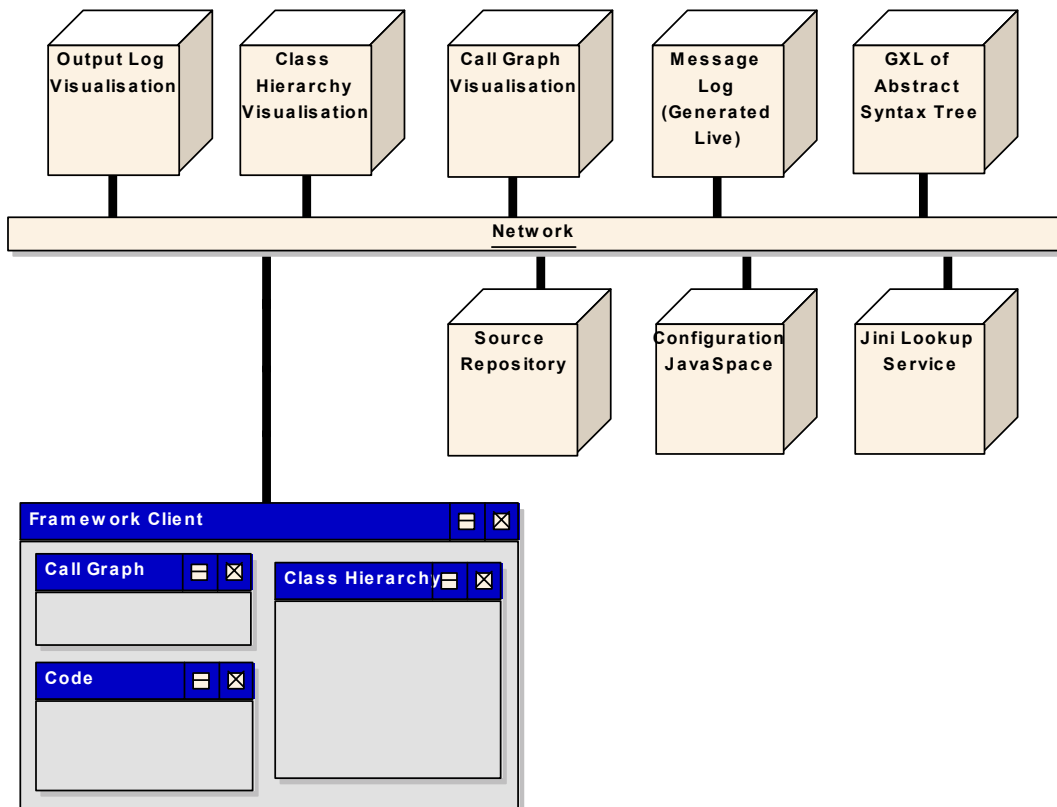 Output Log
Visualisation
Class
Hierarchy
Visualisation
Call Graph
Visualisation
Message
Log
(Generated
Live)
GXL of
Abstract
Syntax Tree
Network
Source
Repository
Configuration
JavaSpace
Jini Lookup
Service
Framework Client
Call Graph
Class Hierarchy
Code